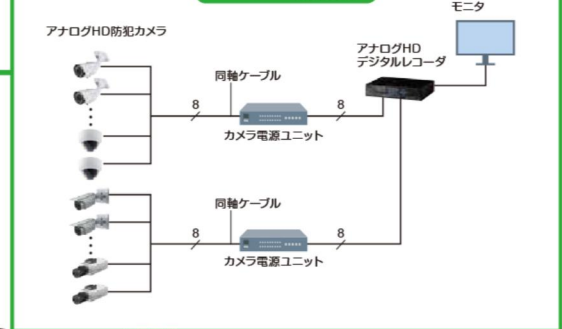 モニタ
アナログHD防犯カメラ
アナログHD
デジタルレコーダ
同軸ケーブル
8
8
カメラ電源ユニット
同軸ケーブル
8
8
カメラ電源ユニット